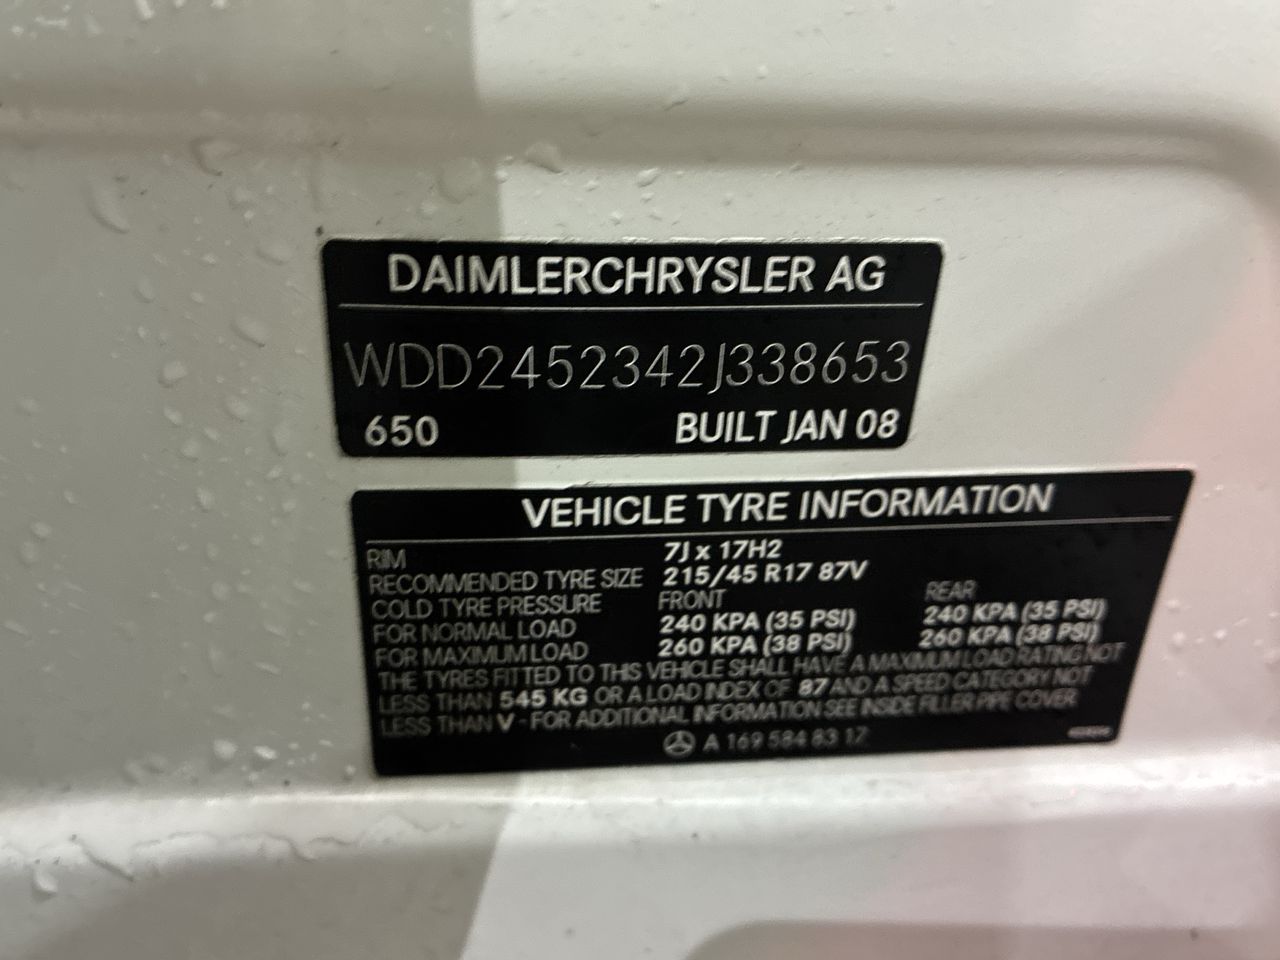 DAIMLERCHRYSLER AG
WDD2452342J338653
650 BUILT JAN 08
VEHICLE TYRE INFORMATION
RIM 7J x 17H2
RECOMMENDED TYRE SIZE 215/45 R17 87V
COLD TYRE PRESSURE FRONT REAR
FOR NORMAL LOAD 240 KPA (35 PSI) 240 KPA (35 PSI)
FOR MAXIMUM LOAD 260 KPA (38 PSI) 260 KPA (38 PSI)
THE TYRES FITTED TO THIS VEHICLE SHALL HAVE A MAXIMUM LOAD RATING NOT
LESS THAN 545 KG OR A LOAD INDEX OF 87 AND A SPEED CATEGORY NOT
LESS THAN V - FOR ADDITIONAL INFORMATION SEE INSIDE FILLER PIPE COVER
A 169 584 83 17